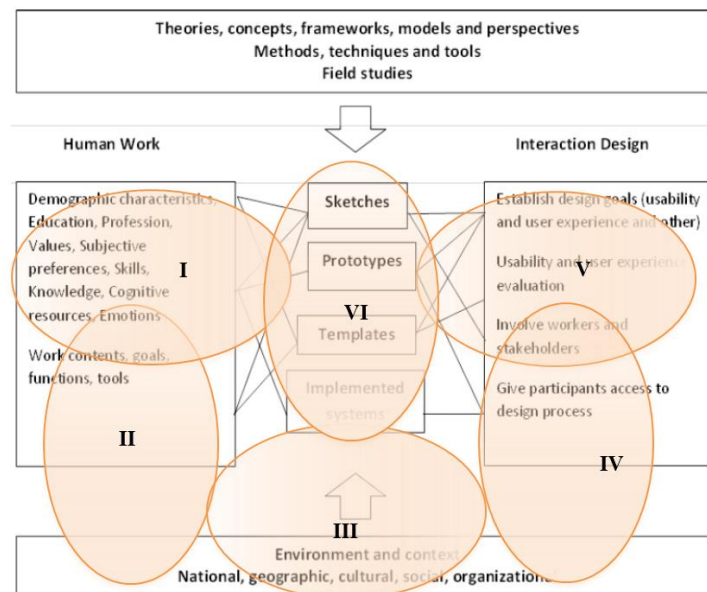 Theories, concepts, frameworks, models and perspectives
Methods, techniques and tools
Field studies
Human Work
Interaction Design
Demographic characteristics,
Education, Profession,
Values, Subjective
preferences, Skills,
Knowledge, Cognitive
resources, Emotions
Work contents, goals,
functions, tools
I
II
Sketches
Prototypes
VI
Templates
Implemented
systems
Establish design goals (usability
and user experience and other)
Usability and user experience
evaluation
Involve workers and
stakeholders
Give participants access to
design process
V
IV
III
Environment and context
National, geographic, cultural, social, organizational